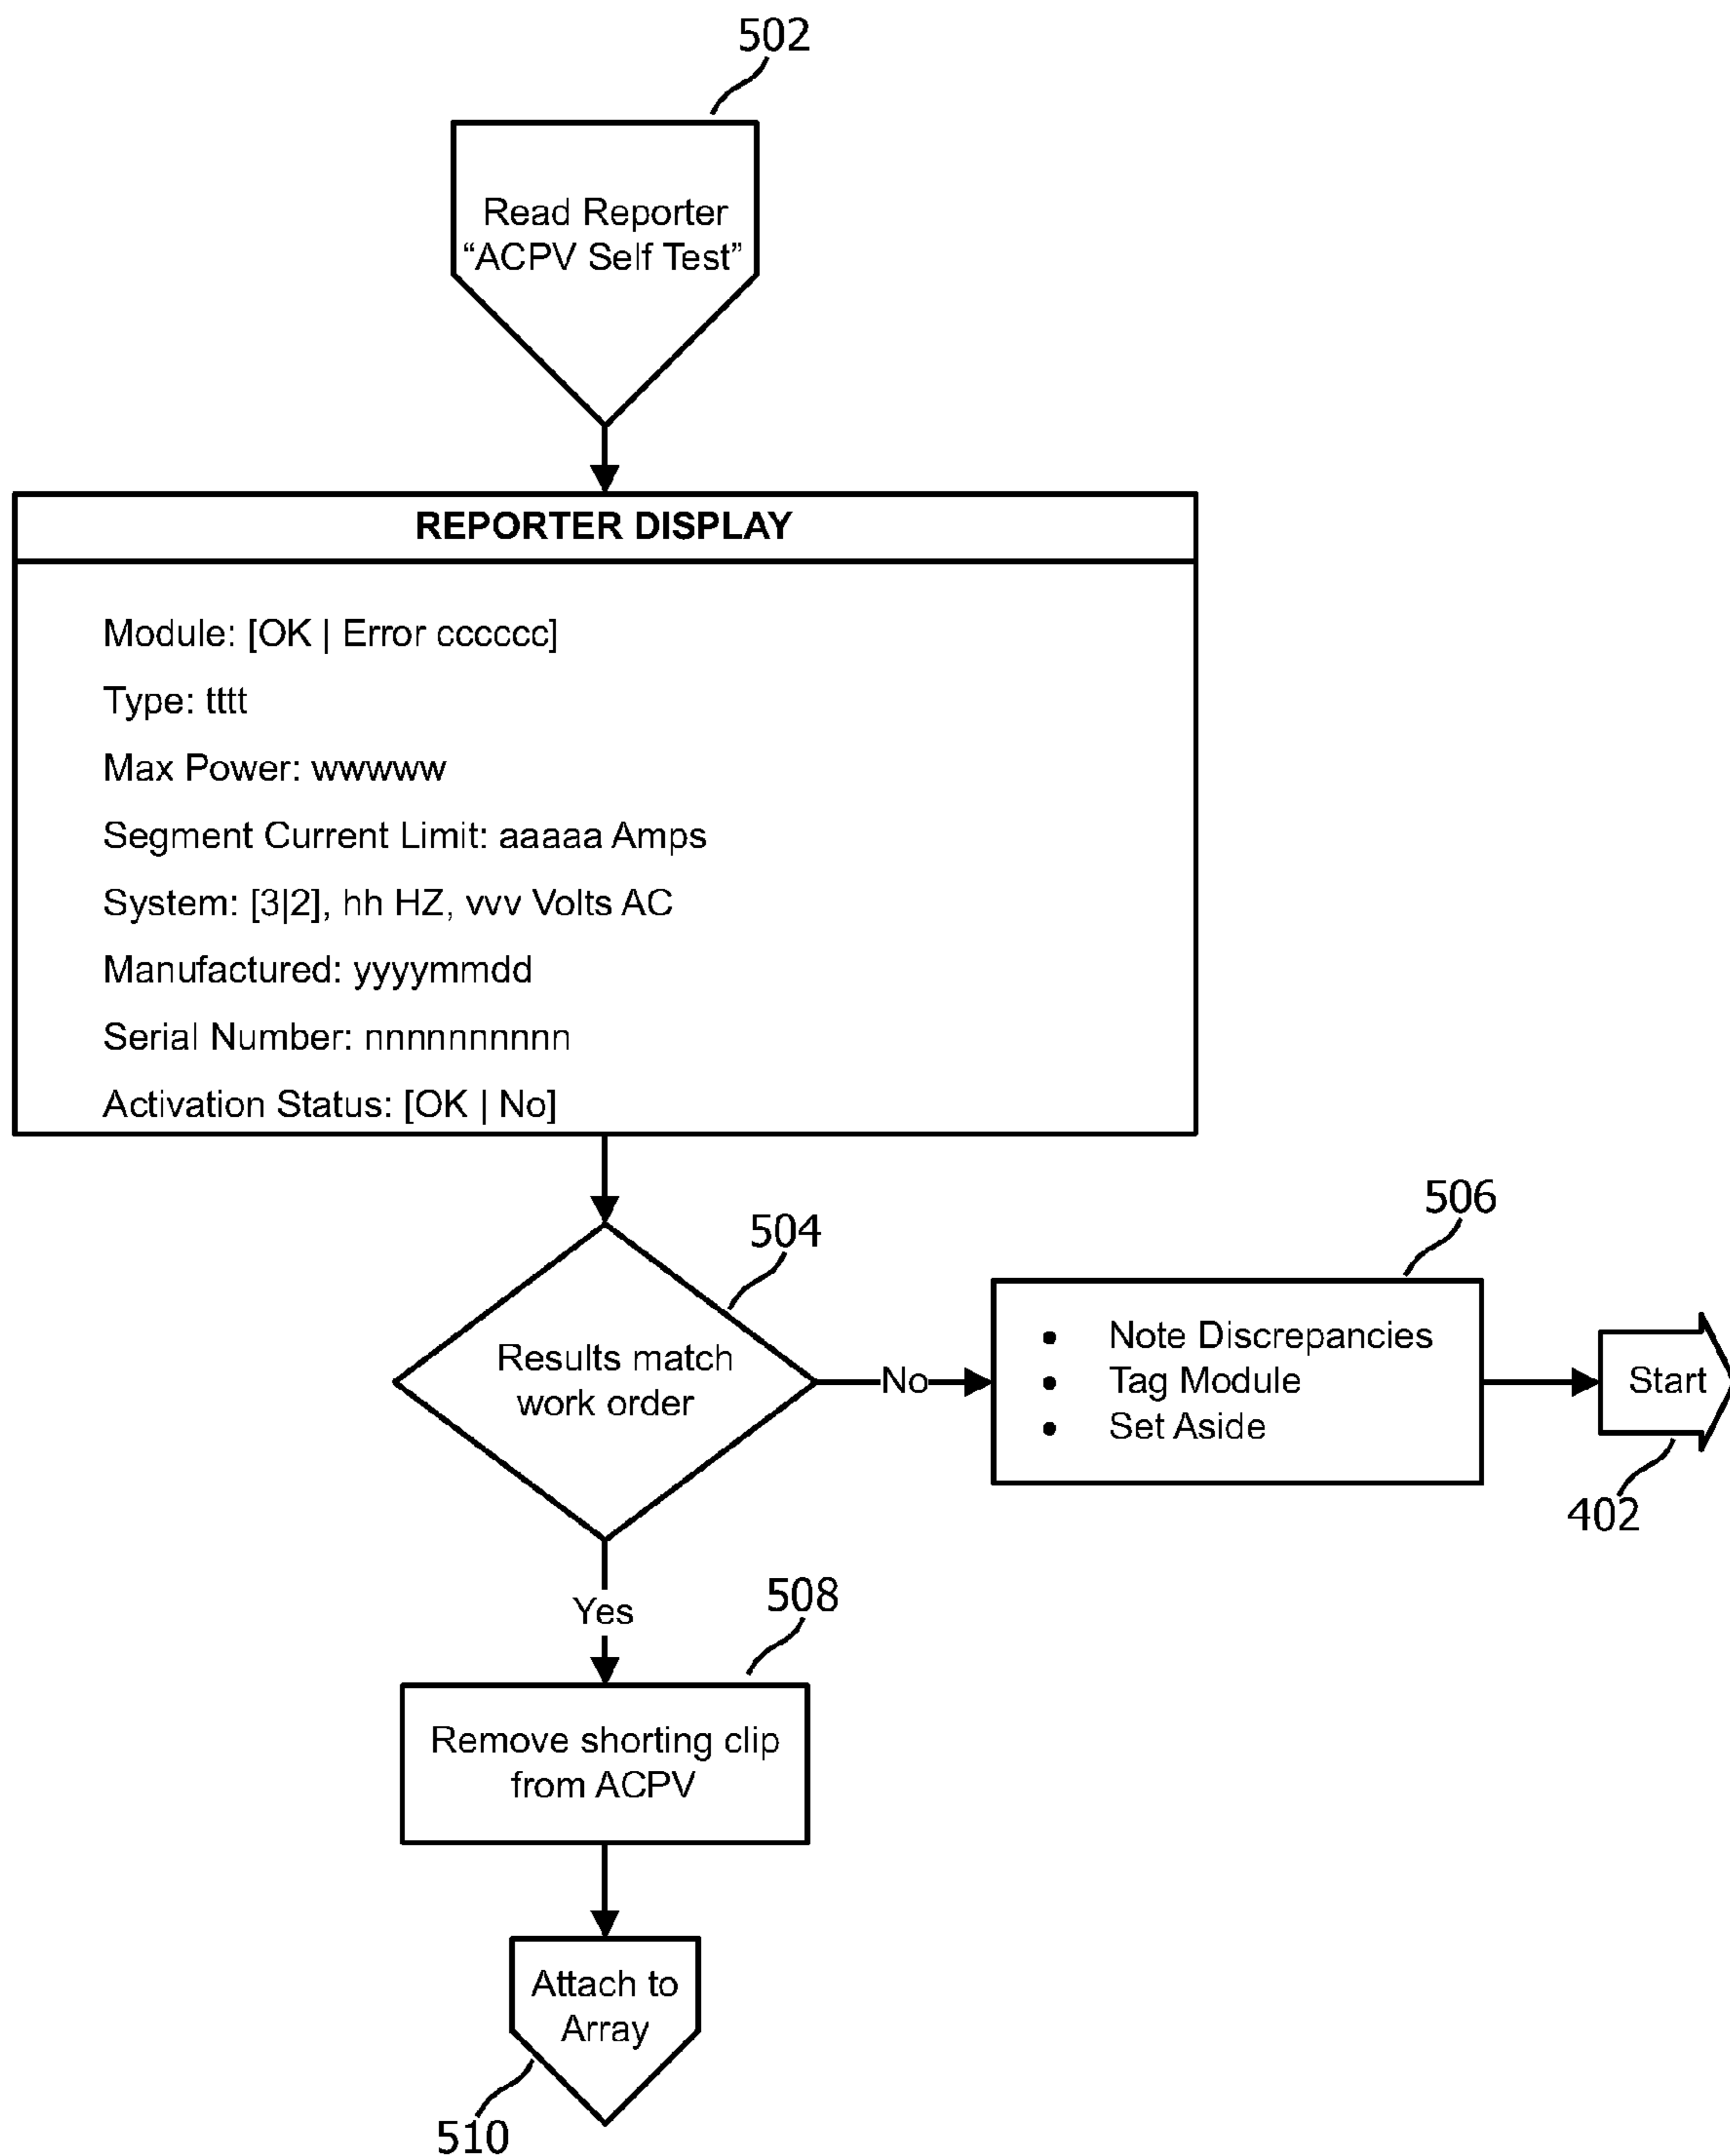 502
Read Reporter
“ACPV Self Test”
REPORTER DISPLAY
Module: [OK | Error cccccc]
Type: tttt
Max Power: wwwww
Segment Current Limit: aaaaa Amps
System: [3|2], hh HZ, vvv Volts AC
Manufactured: yyyymmdd
Serial Number: nnnnnnnnnn
Activation Status: [OK | No]
504
Results match
work order
No
506
• Note Discrepancies
• Tag Module
• Set Aside
Start
402
Yes
508
Remove shorting clip
from ACPV
Attach to
Array
510